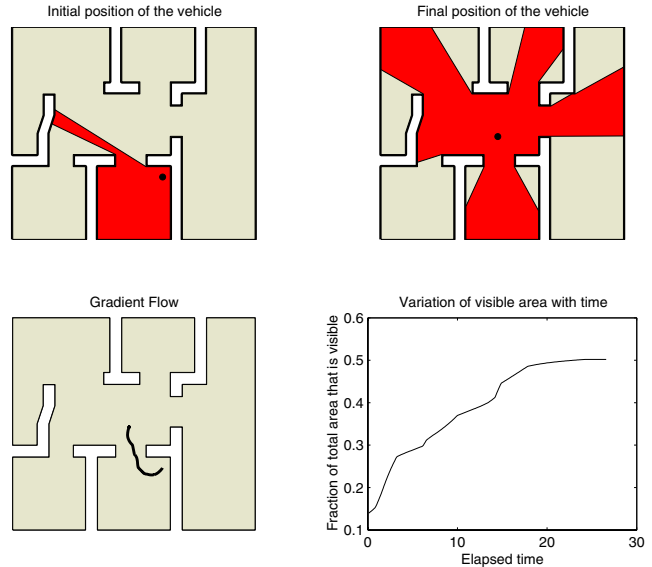 Initial position of the vehicle
Final position of the vehicle
Gradient Flow
Variation of visible area with time
Fraction of total area that is visible
0.6
0.5
0.4
0.3
0.2
0.1
0 10 20 30
Elapsed time